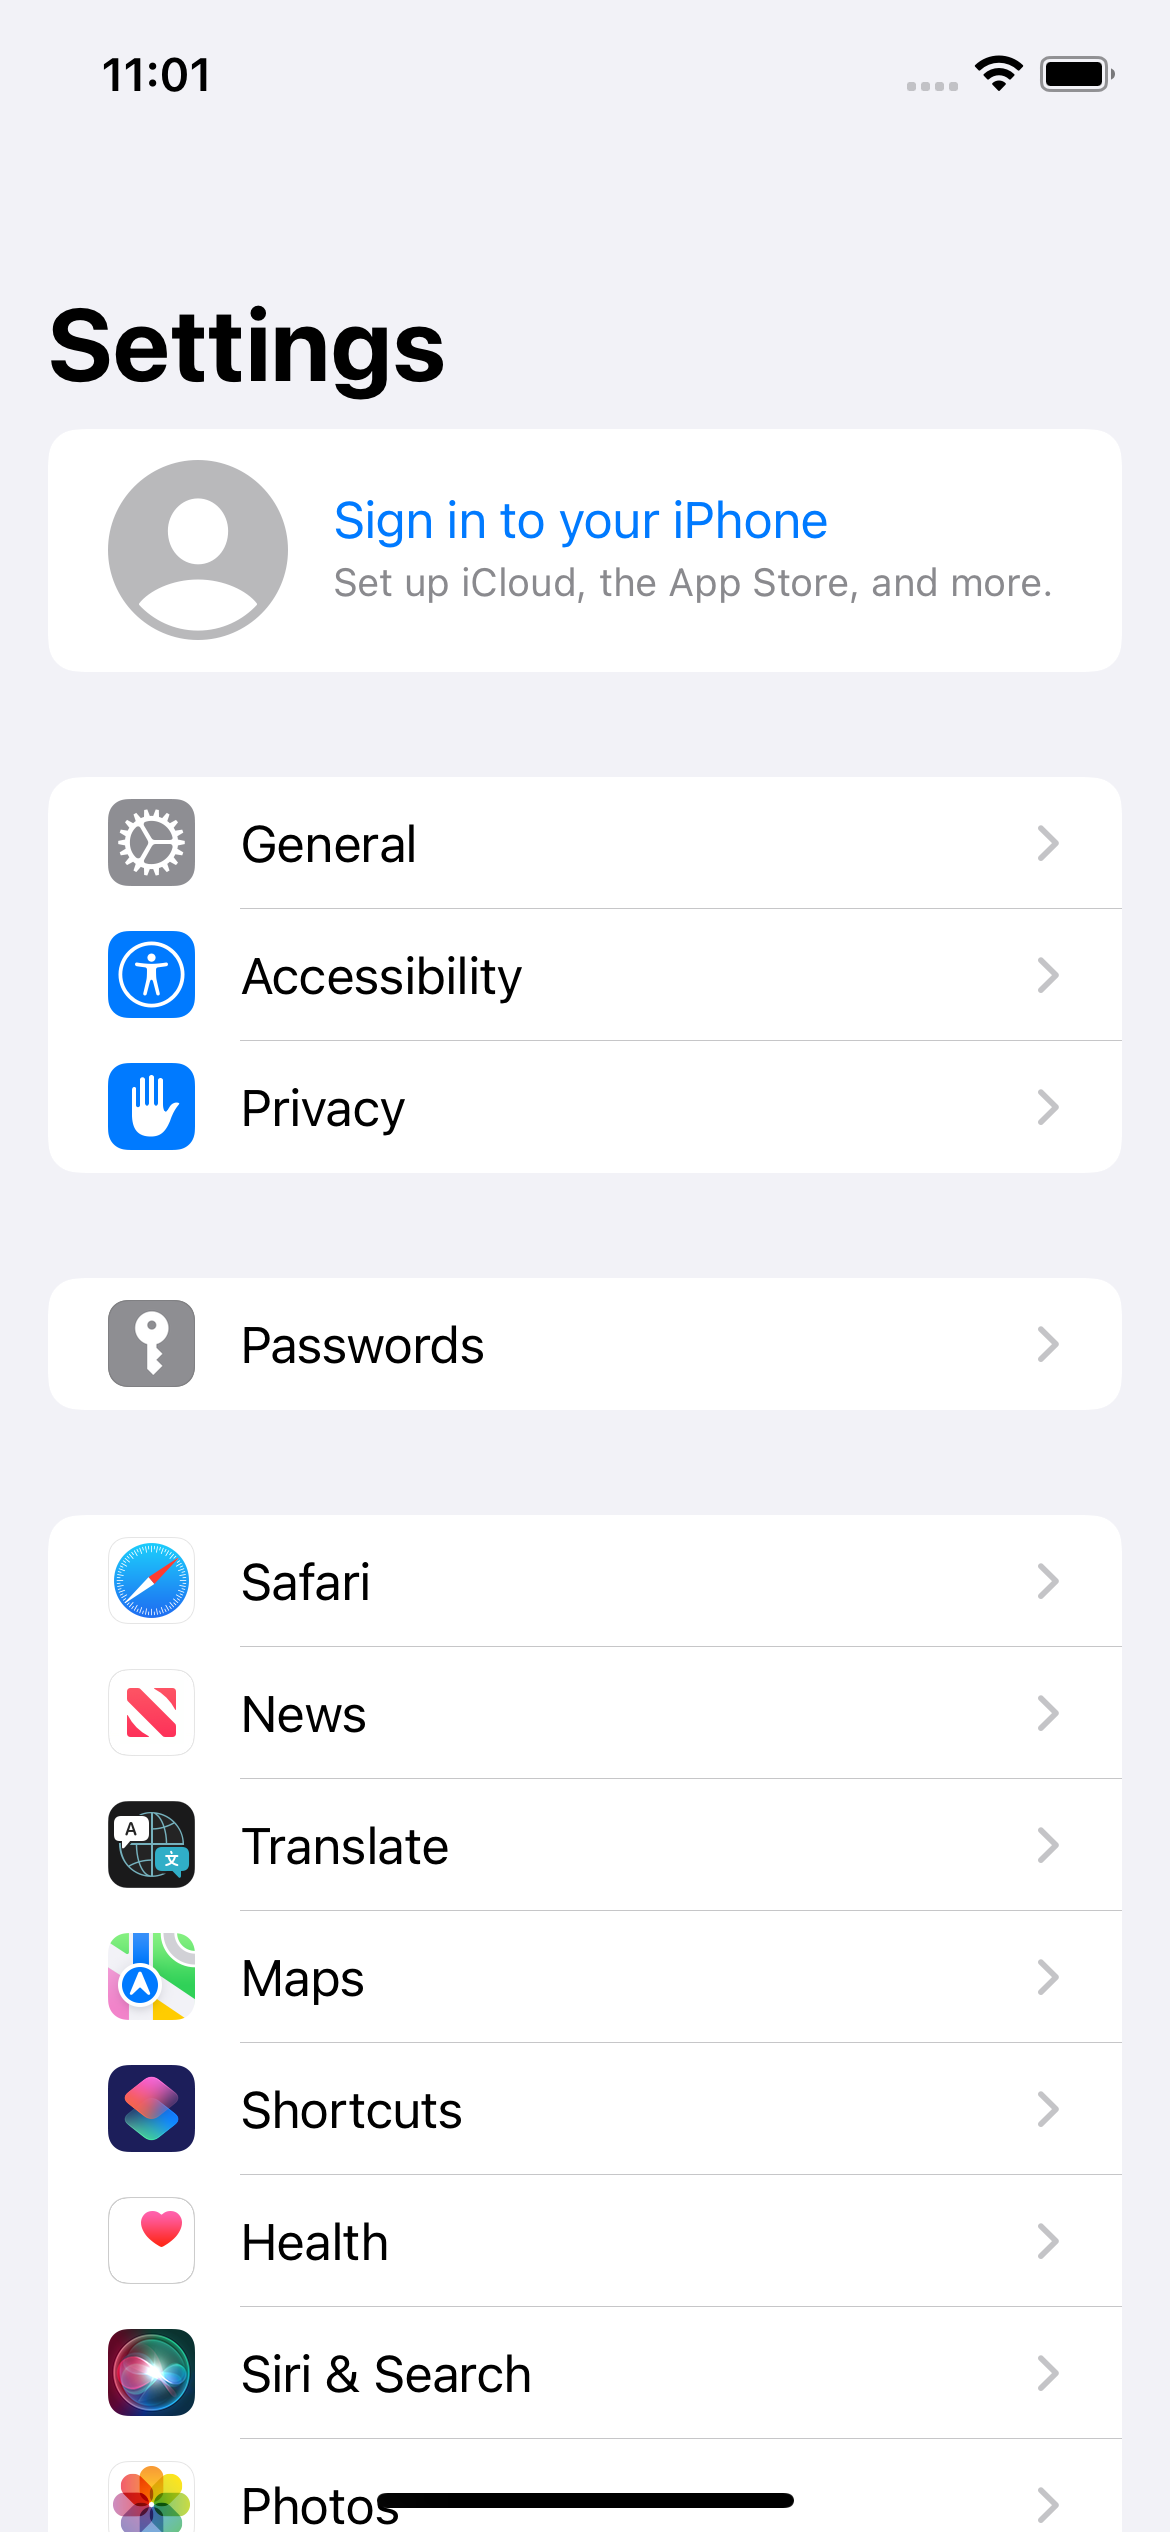 11:01
Settings
Sign in to your iPhone
Set up iCloud, the App Store, and more.
General
Accessibility
Privacy
Passwords
Safari
News
A
文
Translate
Maps
Shortcuts
Health
Siri & Search
Photos